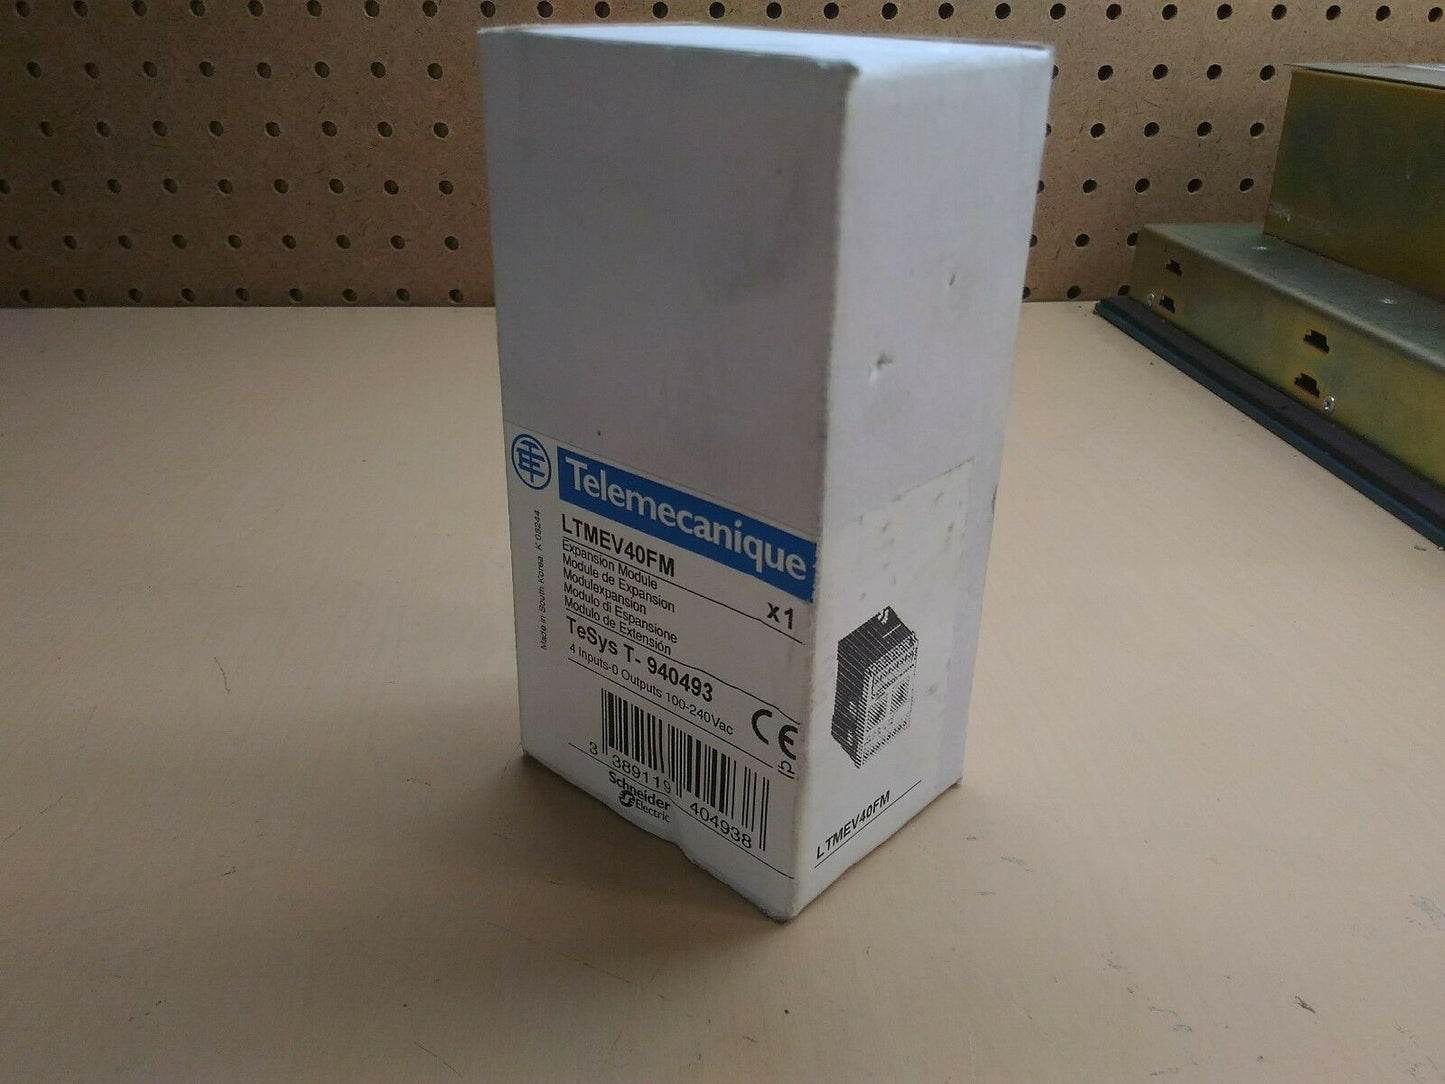 Telemecanique
LTMEV40FM
Expansion Module
Module de Expansion
Modulexpansion
Modulo di Espansione
Modulo de Extensión
x1
TeSys T- 940493
4 Inputs-0 Outputs 100-240Vac
CE
3 389119 404938
Schneider
Electric
Made in South Korea K 08244
LTMEV40FM